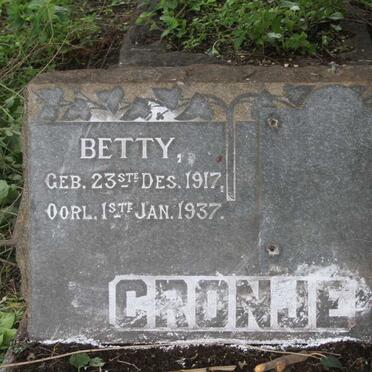 BETTY,
GEB. 23STE DES. 1917,
OORL. 1STE JAN. 1937.
CRONJE